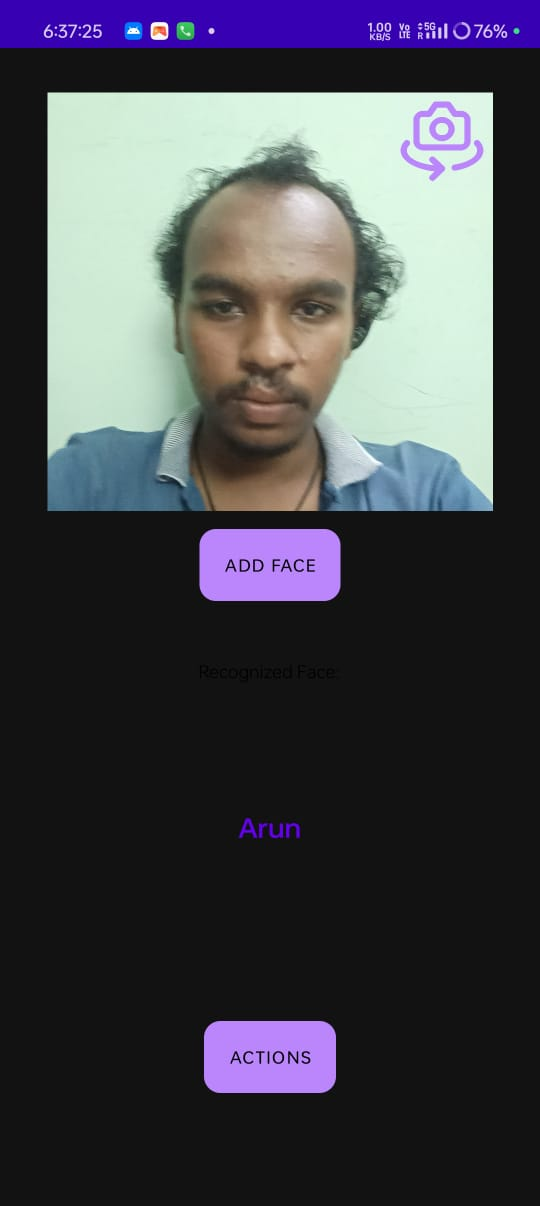 6:37:25 1.00 KB/S Vo LTE 5G R 76%
ADD FACE
Recognized Face:
Arun
ACTIONS